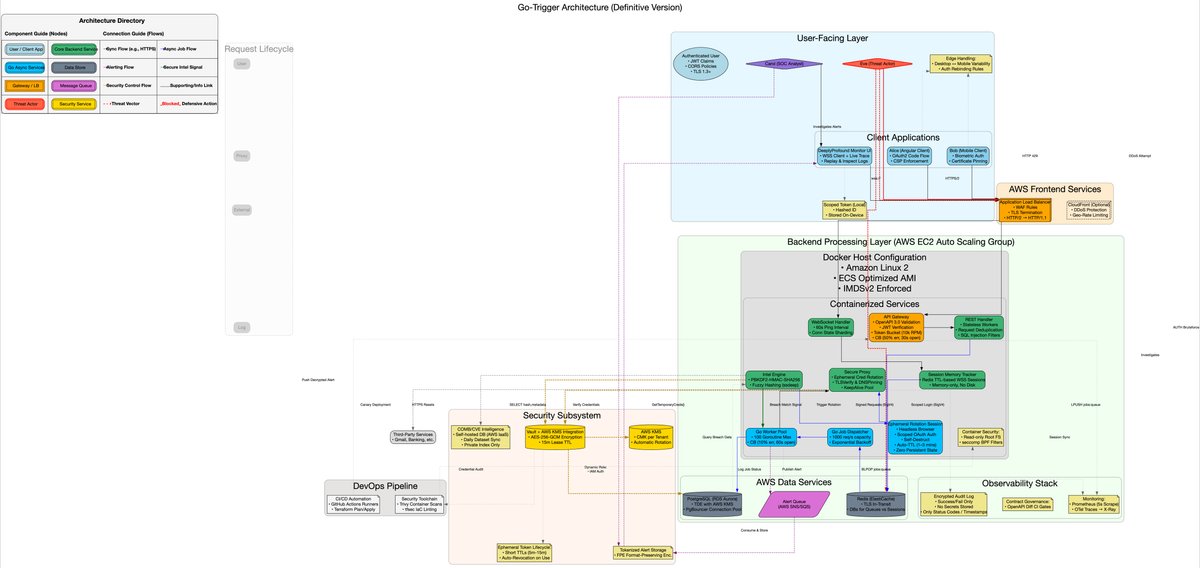 Go-Trigger Architecture (Definitive Version)
Architecture Directory
Component Guide (Nodes)
Connection Guide (Flows)
User / Client App
Core Backend Service
Sync Flow (e.g., HTTPS)
Async Job Flow
Go Async Services
Data Store
Alerting Flow
Secure Intel Signal
Gateway / LB
Message Queue
Security Control Flow
Supporting/Info Link
Threat Actor
Security Service
Threat Vector
Blocked, Defensive Action
Request Lifecycle
User
Proxy
External
Log
User-Facing Layer
Authenticated User
• JWT Claims
• CORS Policies
• TLS 1.3+
Carol (SOC Analyst)
Eve (Threat Actor)
Edge Handling:
• Desktop ↔ Mobile Variability
• Auth Rebinding Rules
Investigates Alerts
Client Applications
DeeplyProfound Monitor UI
• WSS Client + Live Trace
• Replay & Inspect Logs
Alice (Angular Client)
• OAuth2 Code Flow
• CSP Enforcement
Bob (Mobile Client)
• Biometric Auth
• Certificate Pinning
HTTP 429
DDoS Attempt
HTTPS/2
Scoped Token (Local)
• Hashed ID
• Stored On-Device
AWS Frontend Services
Application Load Balancer
• WAF Rules
• TLS Termination
• HTTP/2 → HTTP/1.1
CloudFront (Optional)
• DDoS Protection
• Geo-Rate Limiting
Backend Processing Layer (AWS EC2 Auto Scaling Group)
Docker Host Configuration
• Amazon Linux 2
• ECS Optimized AMI
• IMDSv2 Enforced
Containerized Services
WebSocket Handler
• 60s Ping Interval
• Conn State Sharding
API Gateway
• OpenAPI 3.0 Validation
• JWT Verification
• Token Bucket (10k RPM)
• CB (50% err, 30s open)
REST Handler
• Stateless Workers
• Request Deduplication
• SQL Injection Filters
AUTH Bruteforce
Investigates
Push Decrypted Alert
Intel Engine
• PBKDF2-HMAC-SHA256
• Fuzzy Hashing (ssdeep)
Secure Proxy
• Ephemeral Cred Rotation
• TLSVerify & DNSPinning
• KeepAlive Pool
Session Memory Tracker
• Redis TTL-based WSS Sessions
• Memory-only, No Disk
Canary Deployment
HTTPS Reads
SELECT hash,metadata
Verify Credentials
Breach Match Signal
Trigger Rotation
Signed Requests (SigV4)
Scoped Login (SigV4)
LPUSH jobs:queue
Security Subsystem
Third-Party Services
• Gmail, Banking, etc.
COMB/CVE Intelligence
• Self-hosted DB (AWS Isol)
• Daily Dataset Sync
• Private Index Only
Vault + AWS KMS Integration
• AES-256-GCM Encryption
• 15m Lease TTL
AWS KMS
• CMK per Tenant
• Automatic Rotation
Query Breach Data
Go Worker Pool
• CB (15% err, 60s open)
Go Job Dispatcher
• 1000 req/s capacity
• Exponential Backoff
Ephemeral Rotation Session
• Headless Browser
• Scoped OAuth Auth
• Self-Destruct
• Zero Persistent State
Container Security:
• Read-only Root FS
• seccomp BPF Filters
Session Sync
Credential Audit
Dynamic Role
- IAM Auth
Log Job Status
Publish Alert
BLPOP jobs:queue
DevOps Pipeline
CI/CD Automation
• GitHub Actions Runners
• Terraform Plan/Apply
Security Toolchain
• Trivy Container Scans
• tfsec IaC Linting
AWS Data Services
PostgreSQL (RDS Aurora)
• TDE with AWS KMS
• PgBouncer Connection Pool
Alert Queue
(AWS SNS/SQS)
Redis (ElastiCache)
• TLS In-Transit
• DBs for Queues vs Sessions
Observability Stack
Encrypted Audit Log
• Success/Fail Only
• No Secrets Stored
• Only Status Codes / Timestamps
Contract Governance:
• OpenAPI Diff CI Gates
Monitoring:
• Prometheus (5s Scrape)
• OTel Traces → X-Ray
Consume & Store
Ephemeral Token Lifecycle
• Short TTLs (5m-15m)
• Auto-Revocation on Use
Tokenized Alert Storage
• FPE Format-Preserving Enc.